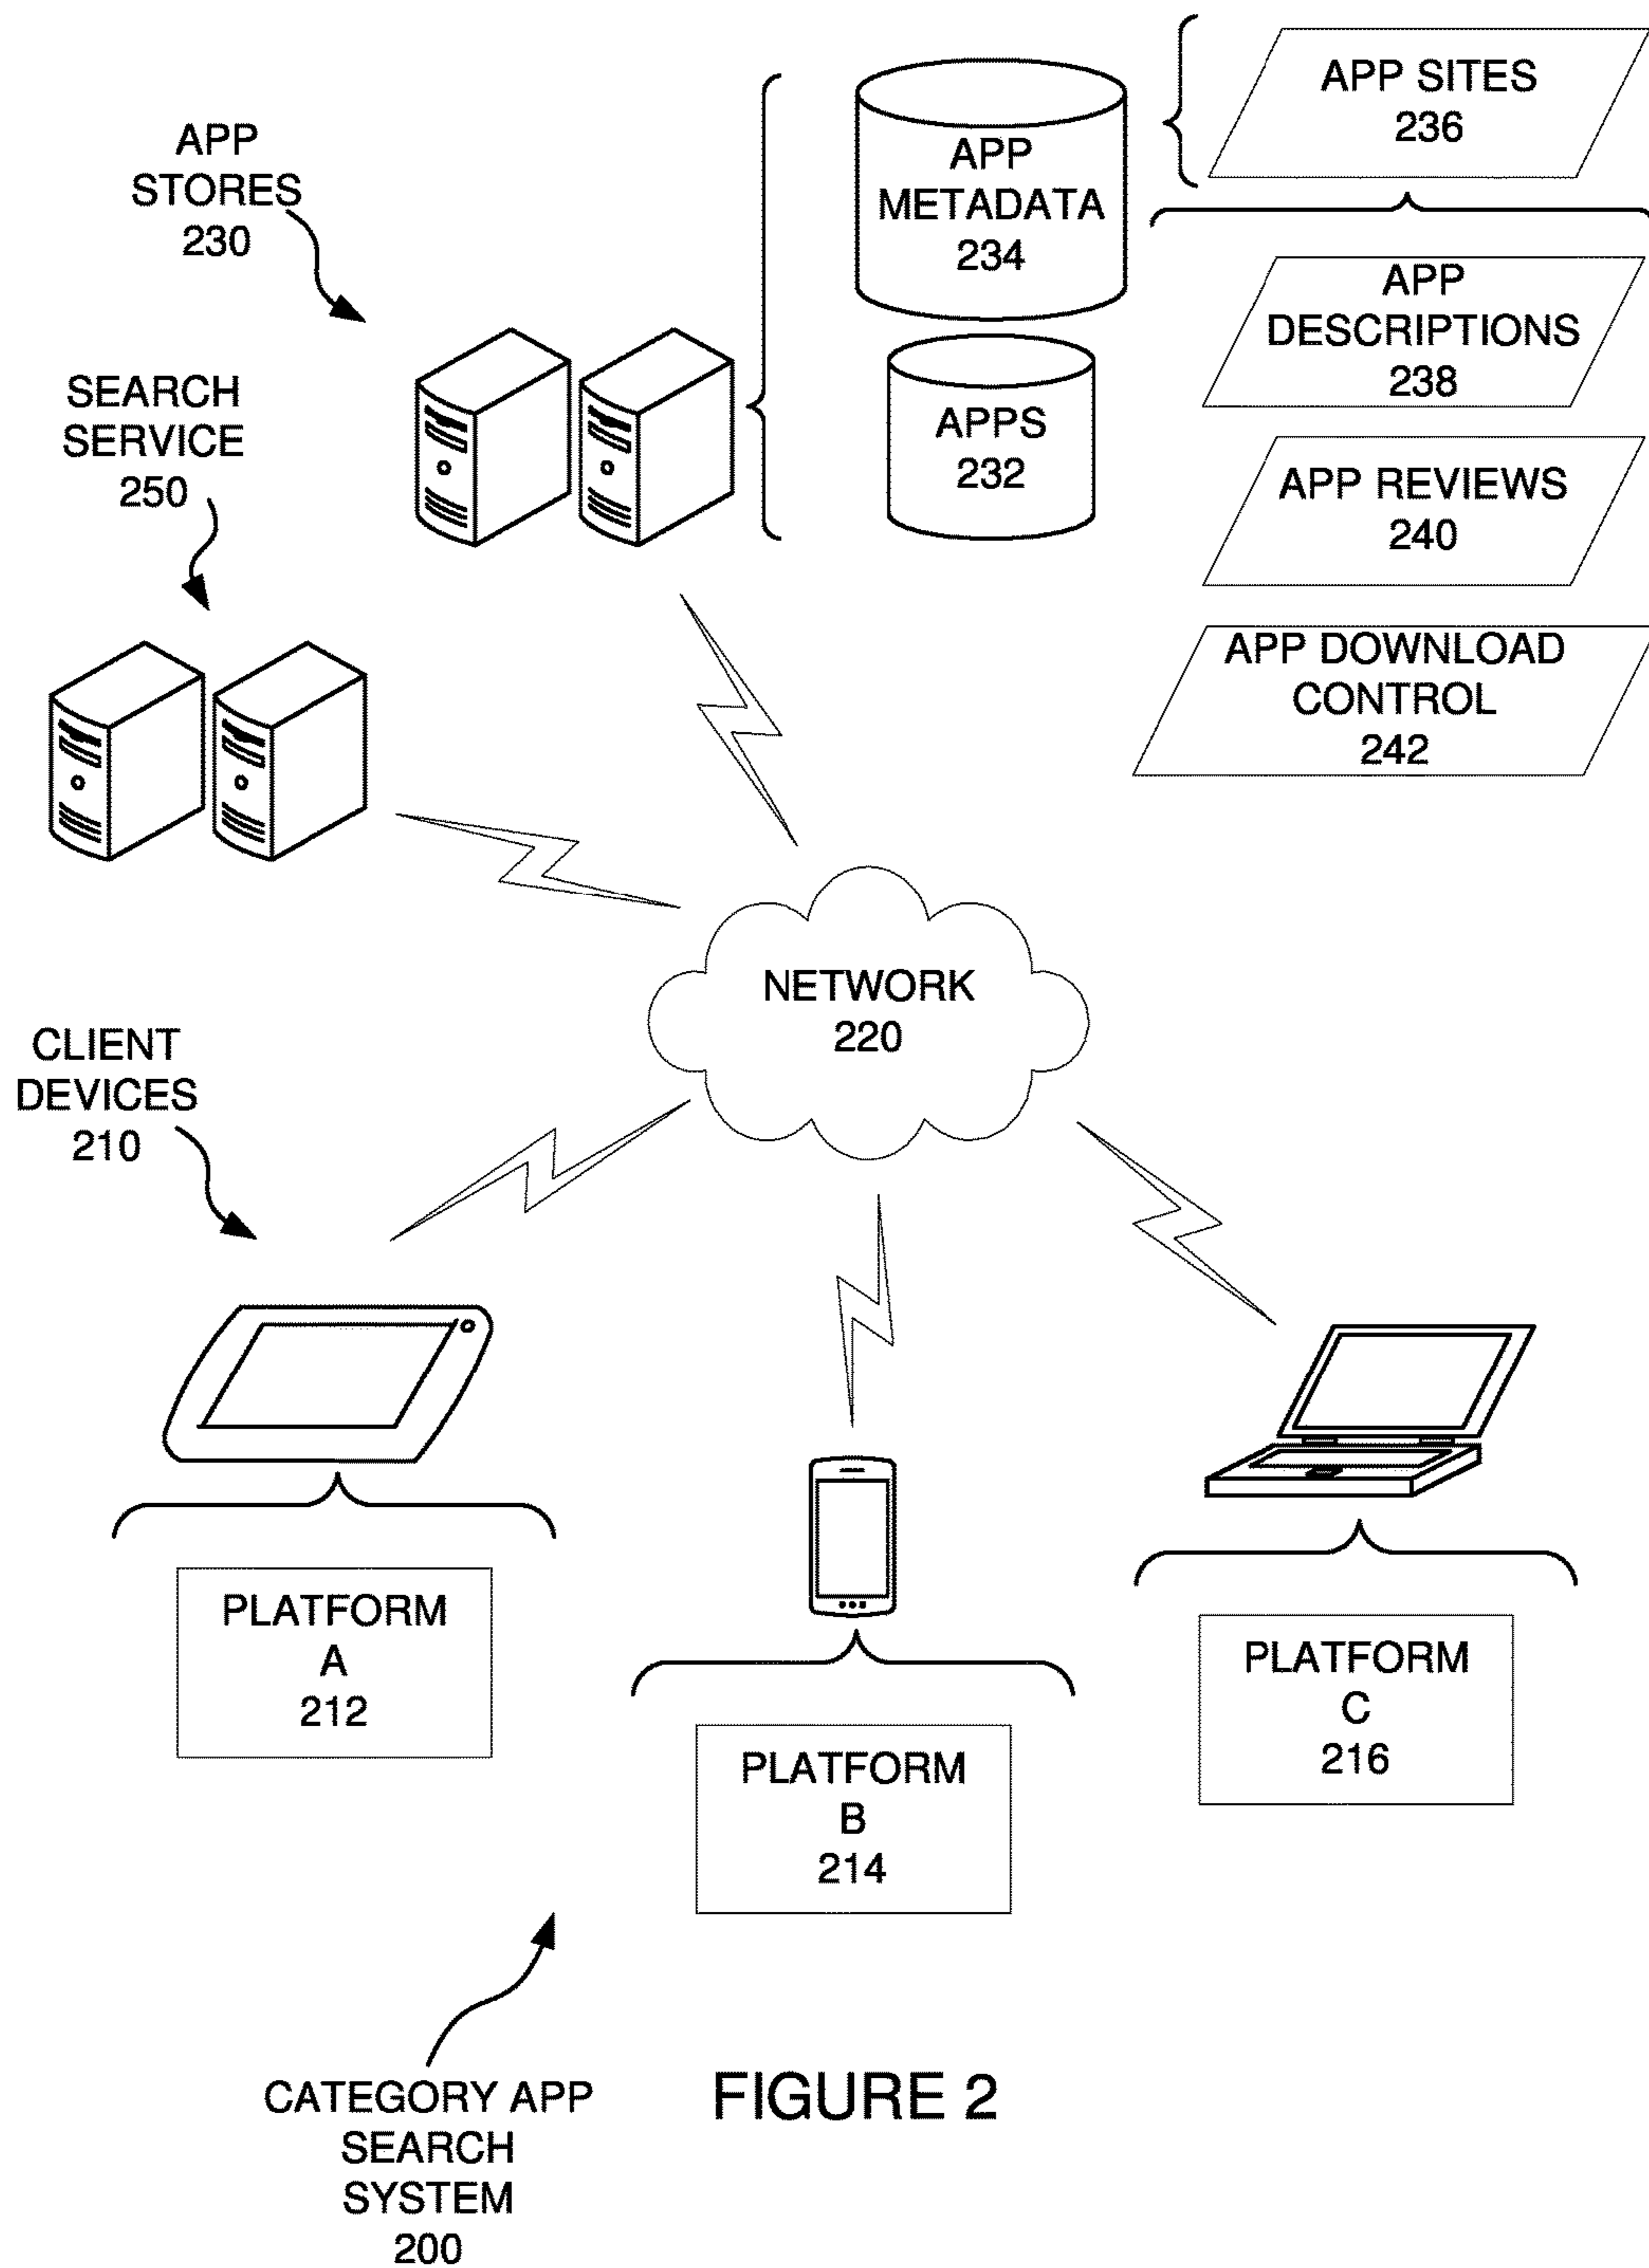 APP
STORES
230
APP
METADATA
234
APPS
232
APP SITES
236
APP
DESCRIPTIONS
238
APP REVIEWS
240
APP DOWNLOAD
CONTROL
242
SEARCH
SERVICE
250
NETWORK
220
CLIENT
DEVICES
210
PLATFORM
A
212
PLATFORM
B
214
PLATFORM
C
216
CATEGORY APP
SEARCH
SYSTEM
200
FIGURE 2